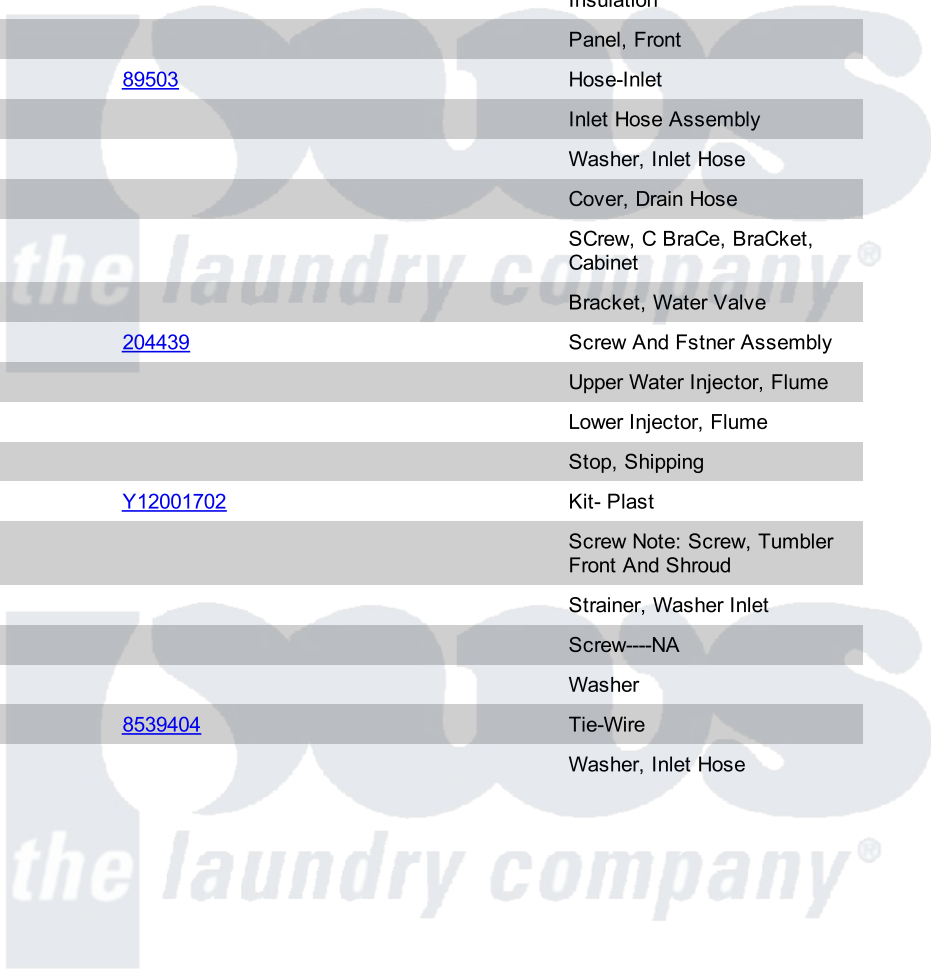 Insulation
Panel, Front
89503 Hose-Inlet
Inlet Hose Assembly
Washer, Inlet Hose
Cover, Drain Hose
SCrew, C BraCe, BraCket,
Cabinet
Bracket, Water Valve
204439 Screw And Fstner Assembly
Upper Water Injector, Flume
Lower Injector, Flume
Stop, Shipping
Y12001702 Kit- Plast
Screw Note: Screw, Tumbler
Front And Shroud
Strainer, Washer Inlet
Screw----NA
Washer
8539404 Tie-Wire
Washer, Inlet Hose
the laundry company®
the laundry company®